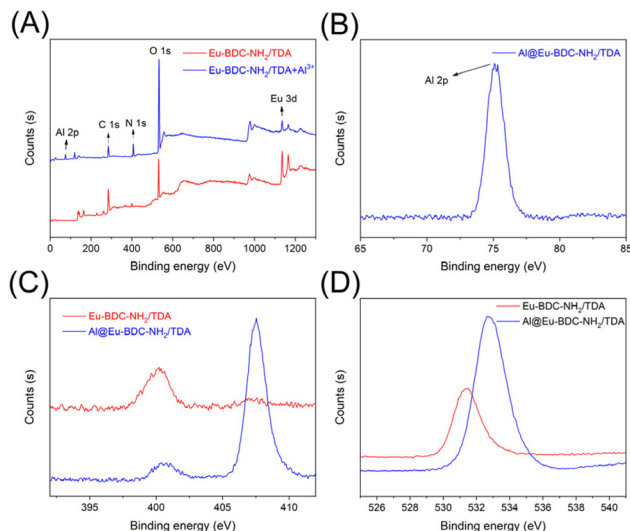 (A)
Eu-BDC-NH₂/TDA
Eu-BDC-NH₂/TDA+Al³⁺
O 1s
Al 2p
C 1s
N 1s
Eu 3d
Counts (s)
0 200 400 600 800 1000 1200
Binding energy (eV)
(B)
Al@Eu-BDC-NH₂/TDA
Al 2p
Counts (s)
65 70 75 80 85
Binding energy (eV)
(C)
Eu-BDC-NH₂/TDA
Al@Eu-BDC-NH₂/TDA
Counts (s)
395 400 405 410
Binding energy (eV)
(D)
Eu-BDC-NH₂/TDA
Al@Eu-BDC-NH₂/TDA
Counts (s)
526 528 530 532 534 536 538 540
Binding energy (eV)